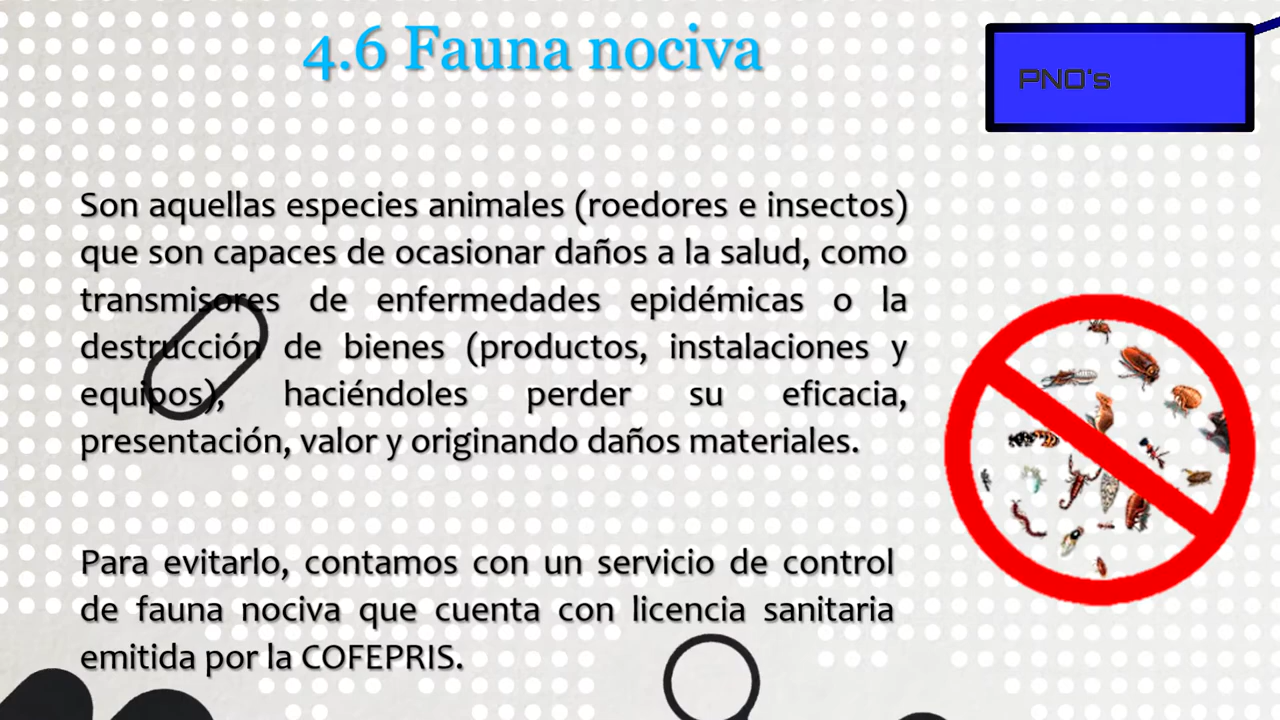 4.6 Fauna nociva
PNO's
Son aquellas especies animales (roedores e insectos)
que son capaces de ocasionar daños a la salud, como
transmisores de enfermedades epidémicas o la
destrucción de bienes (productos, instalaciones y
equipos), haciéndoles perder su eficacia,
presentación, valor y originando daños materiales.
Para evitarlo, contamos con un servicio de control
de fauna nociva que cuenta con licencia sanitaria
emitida por la COFEPRIS.